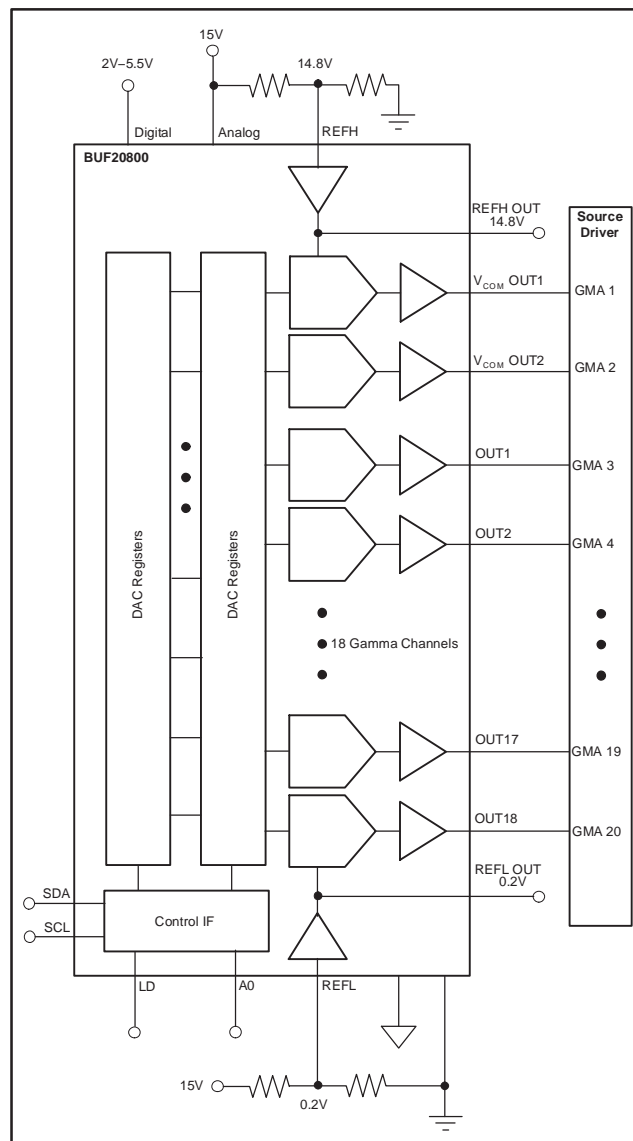 15V
2V–5.5V
14.8V
Digital
Analog
REFH
BUF20800
REFH OUT
14.8V
Source
Driver
VCOM OUT1
GMA 1
VCOM OUT2
GMA 2
OUT1
GMA 3
OUT2
GMA 4
DAC Registers
DAC Registers
18 Gamma Channels
OUT17
GMA 19
OUT18
GMA 20
REFL OUT
0.2V
SDA
SCL
Control IF
LD
A0
REFL
15V
0.2V